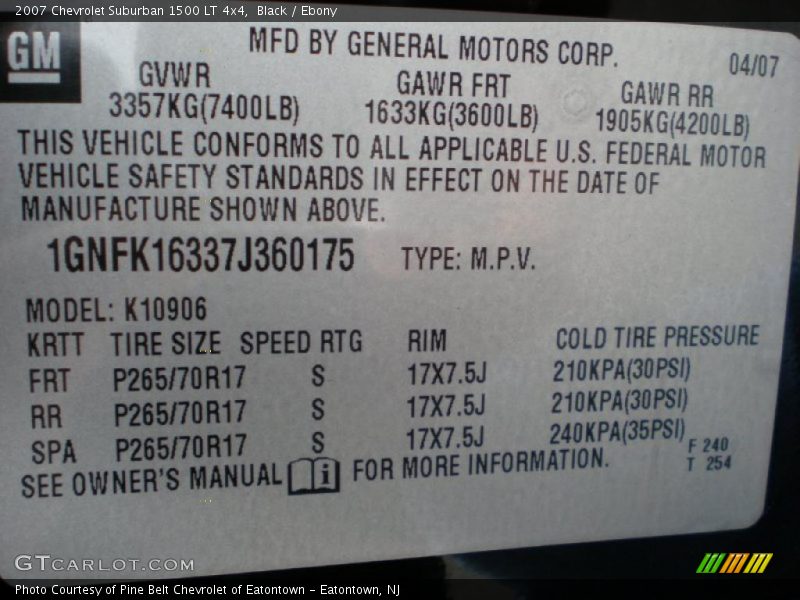 2007 Chevrolet Suburban 1500 LT 4x4, Black / Ebony
GM
MFD BY GENERAL MOTORS CORP.
04/07
GVWR GAWR FRT GAWR RR
3357KG(7400LB) 1633KG(3600LB) 1905KG(4200LB)
THIS VEHICLE CONFORMS TO ALL APPLICABLE U.S. FEDERAL MOTOR
VEHICLE SAFETY STANDARDS IN EFFECT ON THE DATE OF
MANUFACTURE SHOWN ABOVE.
1GNFK16337J360175 TYPE: M.P.V.
MODEL: K10906
KRTT TIRE SIZE SPEED RTG RIM COLD TIRE PRESSURE
FRT P265/70R17 S 17X7.5J 210KPA(30PSI)
RR P265/70R17 S 17X7.5J 210KPA(30PSI)
SPA P265/70R17 S 17X7.5J 240KPA(35PSI)
SEE OWNER'S MANUAL i FOR MORE INFORMATION.
F 240
T 254
GTCARLOT.COM
Photo Courtesy of Pine Belt Chevrolet of Eatontown - Eatontown, NJ